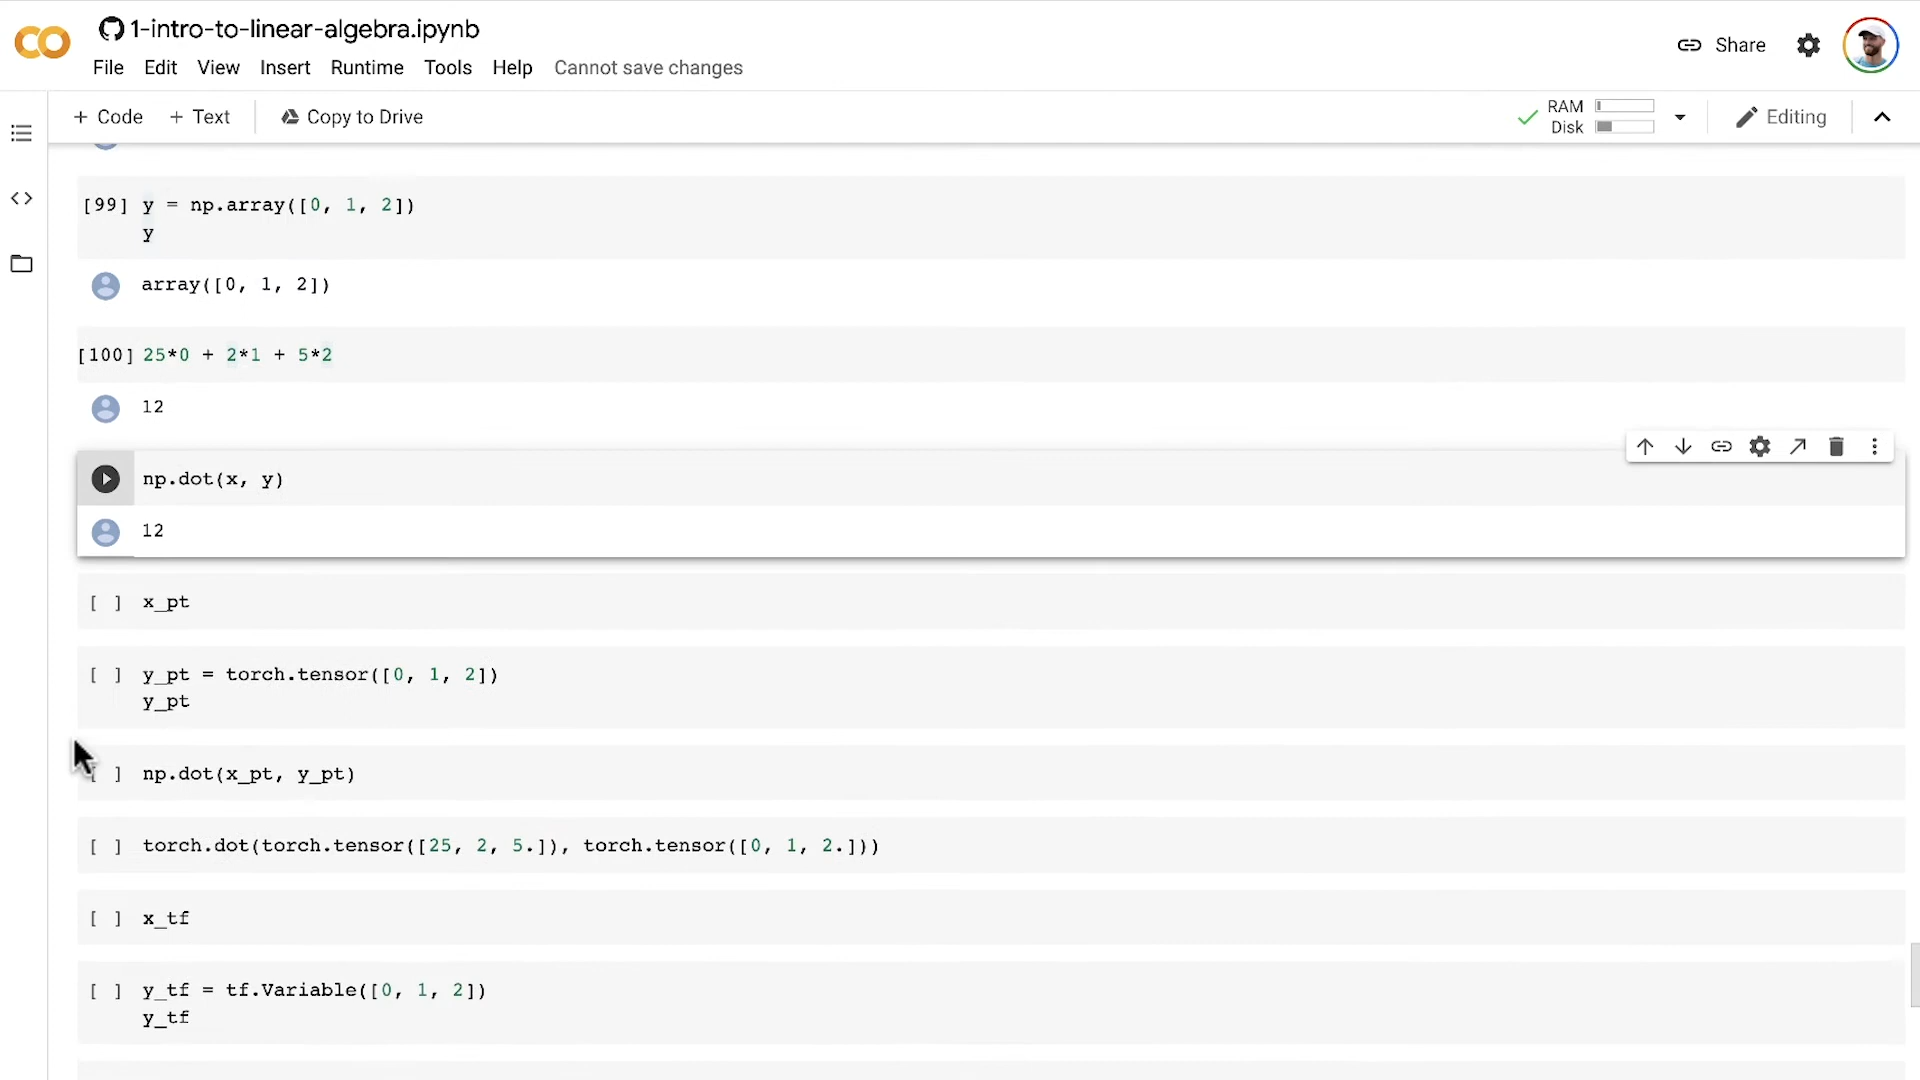 1-intro-to-linear-algebra.ipynb
File Edit View Insert Runtime Tools Help Cannot save changes
Share
+ Code + Text Copy to Drive
RAM
Disk
Editing
[99] y = np.array([0, 1, 2])
y
array([0, 1, 2])
[100] 25*0 + 2*1 + 5*2
12
np.dot(x, y)
12
[ ] x_pt
[ ] y_pt = torch.tensor([0, 1, 2])
y_pt
[ ] np.dot(x_pt, y_pt)
[ ] torch.dot(torch.tensor([25, 2, 5.]), torch.tensor([0, 1, 2.]))
[ ] x_tf
[ ] y_tf = tf.Variable([0, 1, 2])
y_tf